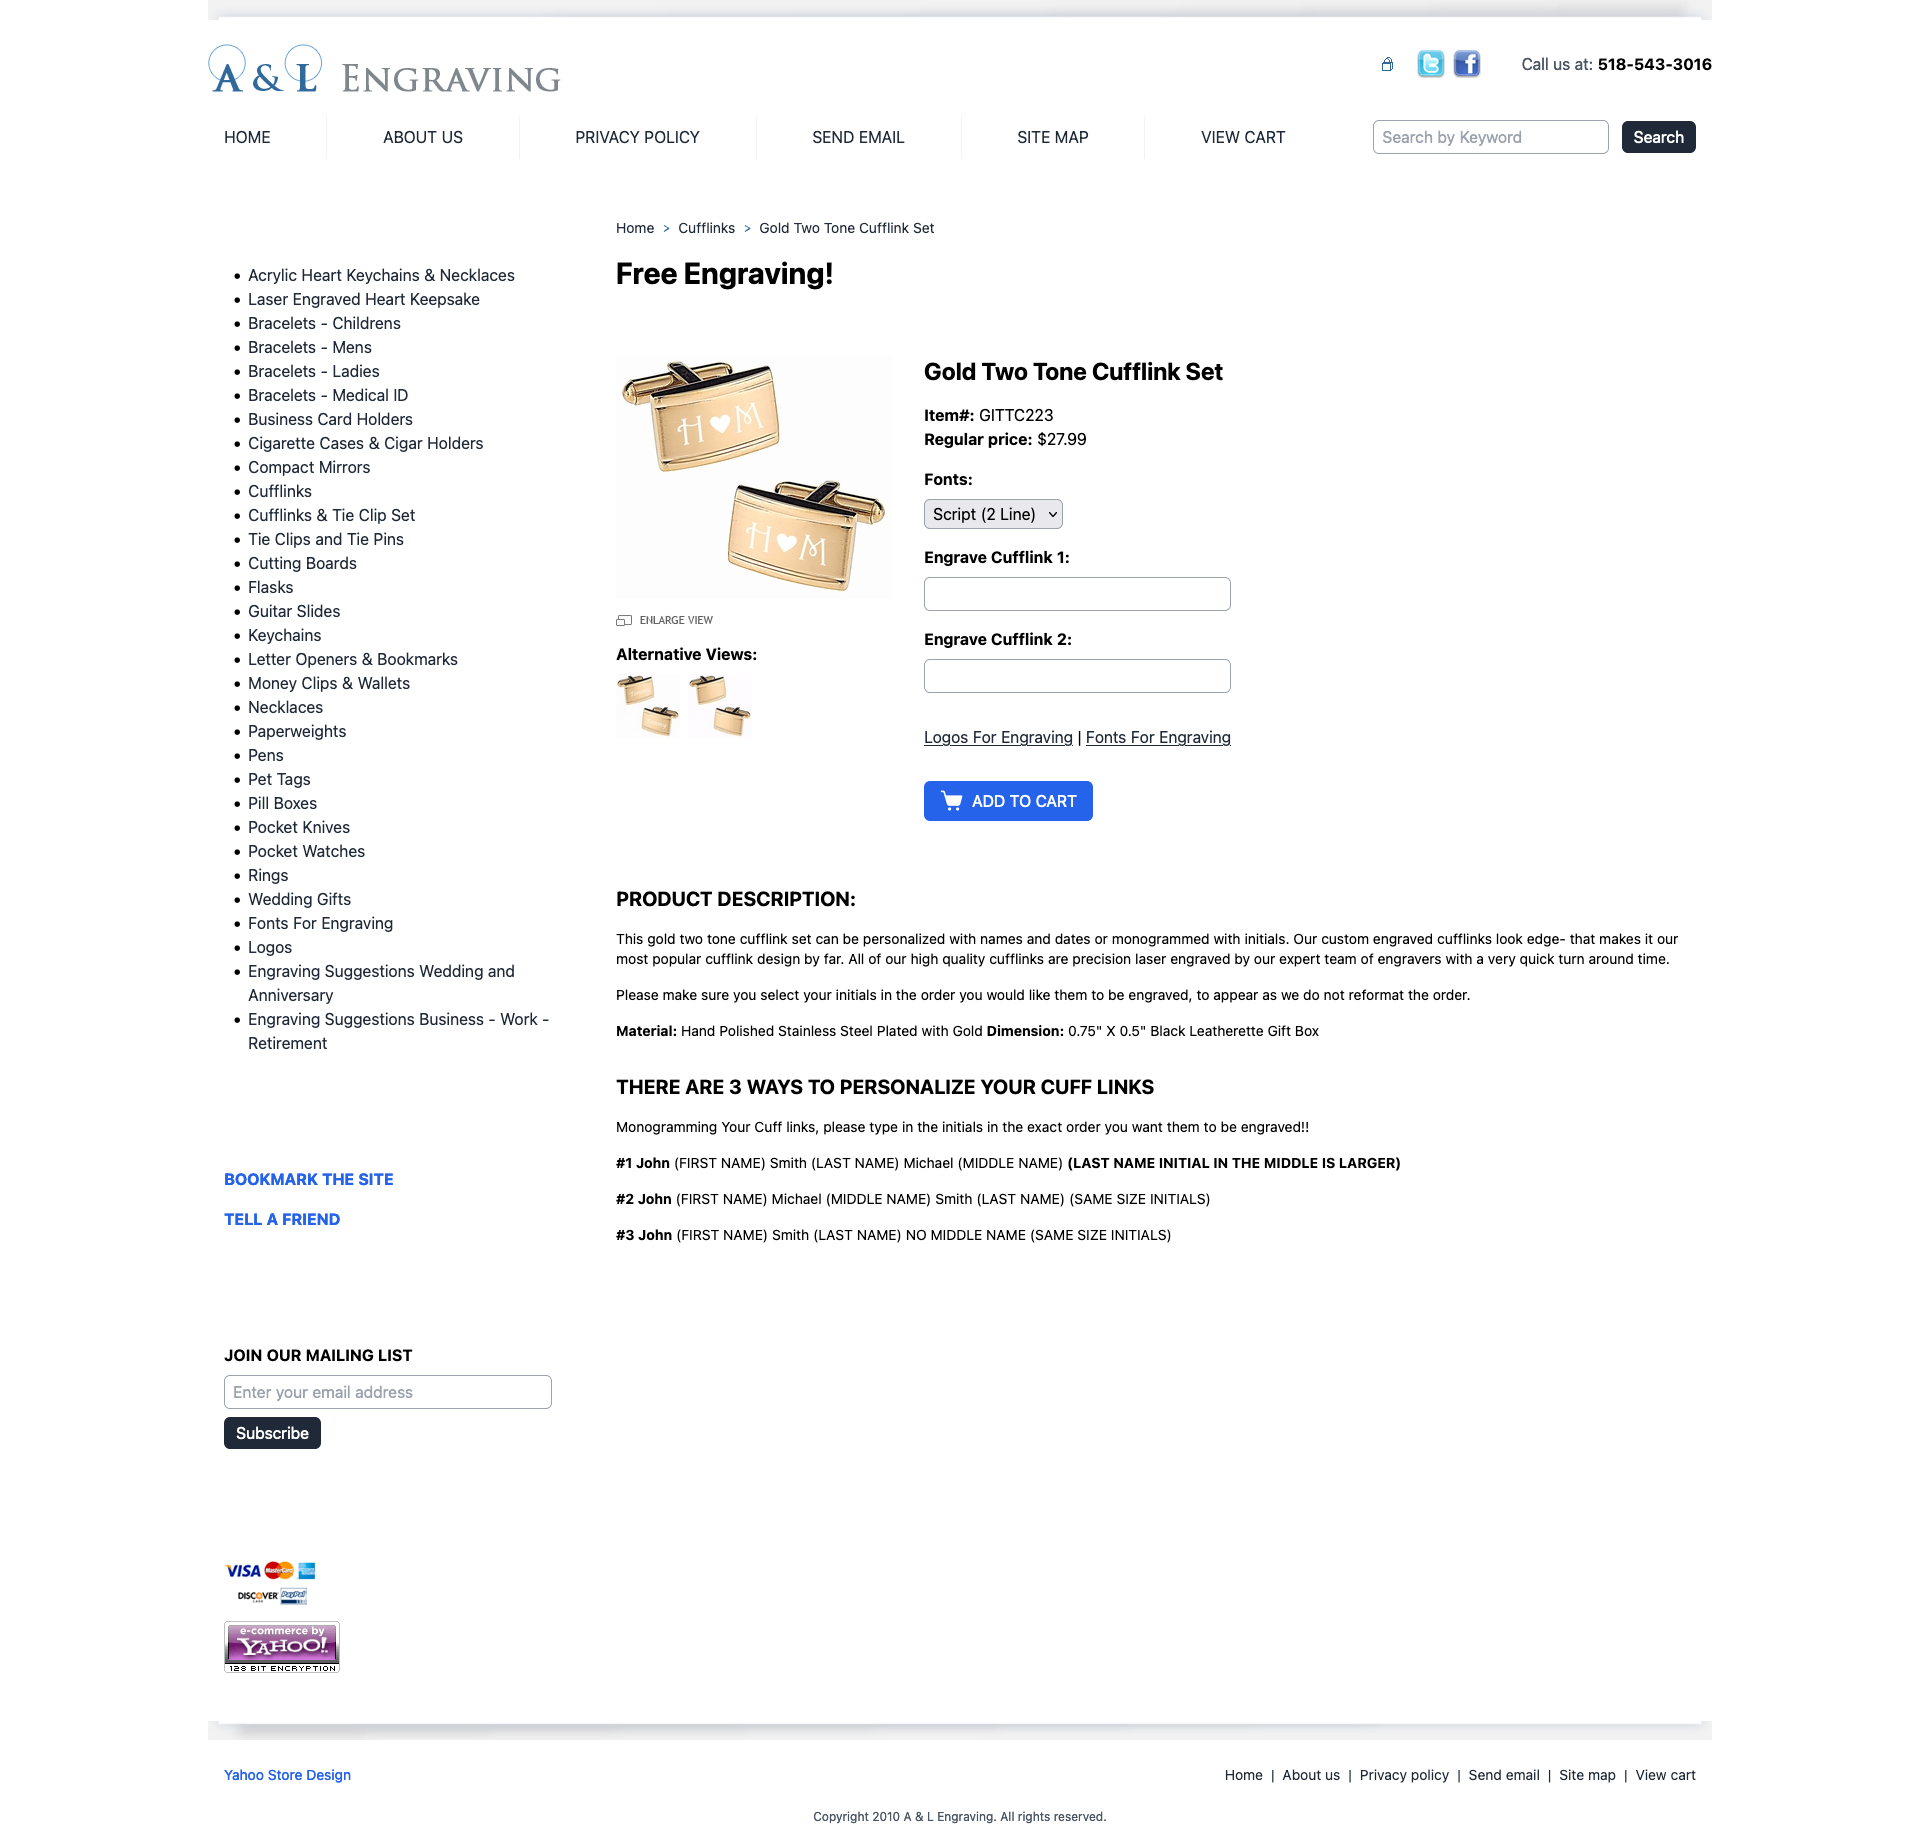 A & L ENGRAVING
Call us at: 518-543-3016
HOME
ABOUT US
PRIVACY POLICY
SEND EMAIL
SITE MAP
VIEW CART
Search by Keyword
Search
Home > Cufflinks > Gold Two Tone Cufflink Set
Free Engraving!
Acrylic Heart Keychains & Necklaces
Laser Engraved Heart Keepsake
Bracelets - Childrens
Bracelets - Mens
Bracelets - Ladies
Bracelets - Medical ID
Business Card Holders
Cigarette Cases & Cigar Holders
Compact Mirrors
Cufflinks
Cufflinks & Tie Clip Set
Tie Clips and Tie Pins
Cutting Boards
Flasks
Guitar Slides
Keychains
Letter Openers & Bookmarks
Money Clips & Wallets
Necklaces
Paperweights
Pens
Pet Tags
Pill Boxes
Pocket Knives
Pocket Watches
Rings
Wedding Gifts
Fonts For Engraving
Logos
Engraving Suggestions Wedding and
Anniversary
Engraving Suggestions Business - Work -
Retirement
BOOKMARK THE SITE
TELL A FRIEND
JOIN OUR MAILING LIST
Enter your email address
Subscribe
VISA MasterCard
DISCOVER PayPal
e-commerce by
YAHOO!
128 BIT ENCRYPTION
H♥M
H♥M
ENLARGE VIEW
Alternative Views:
Gold Two Tone Cufflink Set
Item#: GITTC223
Regular price: $27.99
Fonts:
Script (2 Line)
Engrave Cufflink 1:
Engrave Cufflink 2:
Logos For Engraving | Fonts For Engraving
ADD TO CART
PRODUCT DESCRIPTION:
This gold two tone cufflink set can be personalized with names and dates or monogrammed with initials. Our custom engraved cufflinks look edge- that makes it our
most popular cufflink design by far. All of our high quality cufflinks are precision laser engraved by our expert team of engravers with a very quick turn around time.
Please make sure you select your initials in the order you would like them to be engraved, to appear as we do not reformat the order.
Material: Hand Polished Stainless Steel Plated with Gold Dimension: 0.75" X 0.5" Black Leatherette Gift Box
THERE ARE 3 WAYS TO PERSONALIZE YOUR CUFF LINKS
Monogramming Your Cuff links, please type in the initials in the exact order you want them to be engraved!!
#1 John (FIRST NAME) Smith (LAST NAME) Michael (MIDDLE NAME) (LAST NAME INITIAL IN THE MIDDLE IS LARGER)
#2 John (FIRST NAME) Michael (MIDDLE NAME) Smith (LAST NAME) (SAME SIZE INITIALS)
#3 John (FIRST NAME) Smith (LAST NAME) NO MIDDLE NAME (SAME SIZE INITIALS)
Yahoo Store Design
Home | About us | Privacy policy | Send email | Site map | View cart
Copyright 2010 A & L Engraving. All rights reserved.